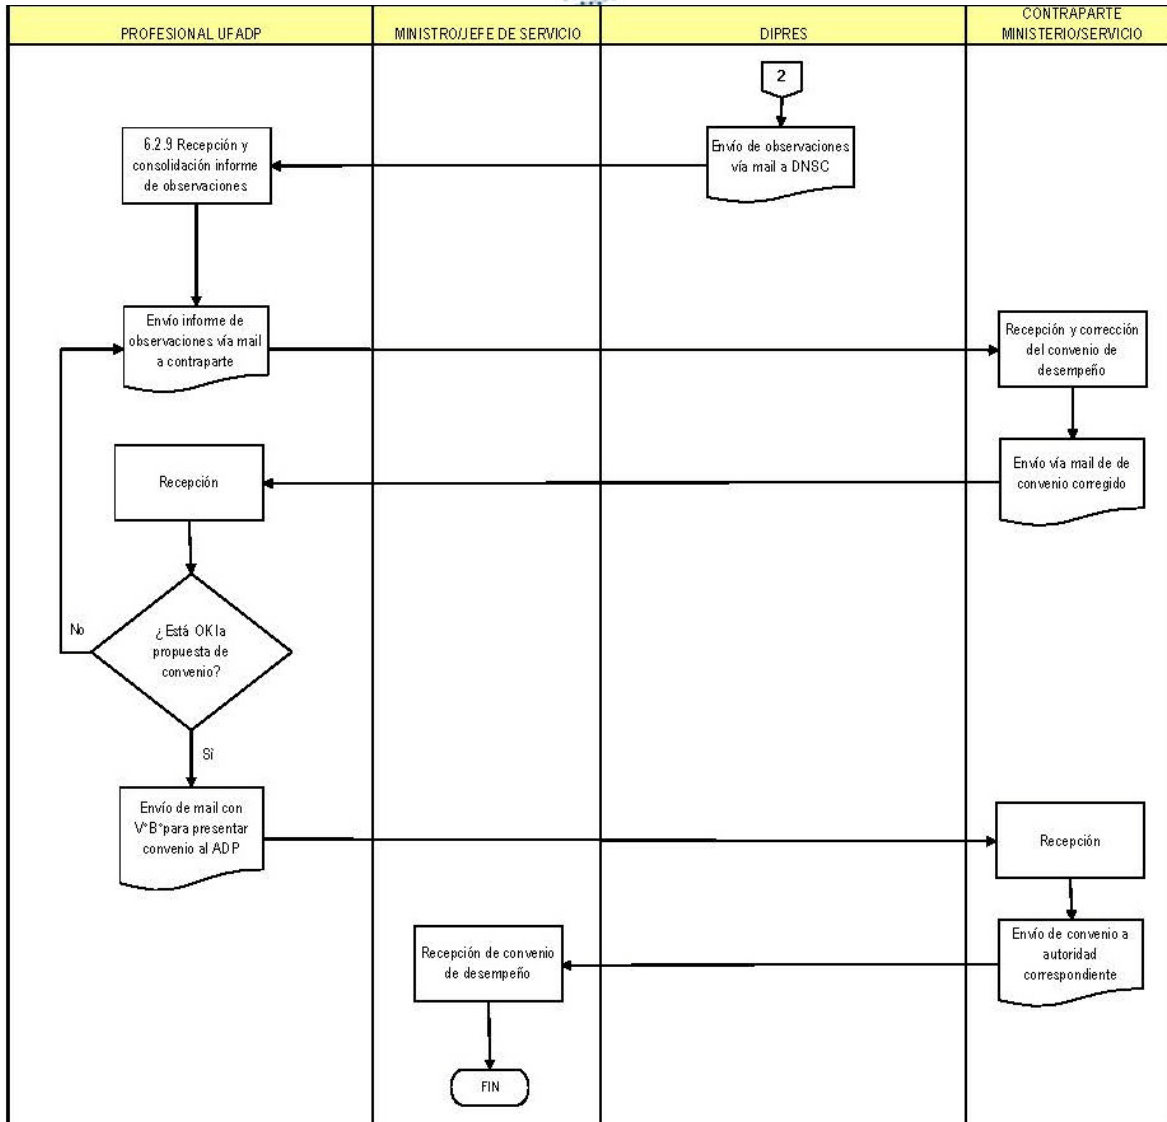 PROFESIONAL UFADP
MINISTRO/JEFE DE SERVICIO
DIPRES
CONTRAPARTE
MINISTERIO/SERVICIO
2
Envío de observaciones
vía mail a DNSC
6.2.9 Recepción y
consolidación informe
de observaciones
Envío informe de
observaciones vía mail
a contraparte
Recepción y corrección
del convenio de
desempeño
Envío vía mail de de
convenio corregido
Recepción
¿Está OK la
propuesta de
convenio?
No
Sì
Envío de mail con
V°B°para presentar
convenio al ADP
Recepción
Envío de convenio a
autoridad
correspondiente
Recepción de convenio
de desempeño
FIN